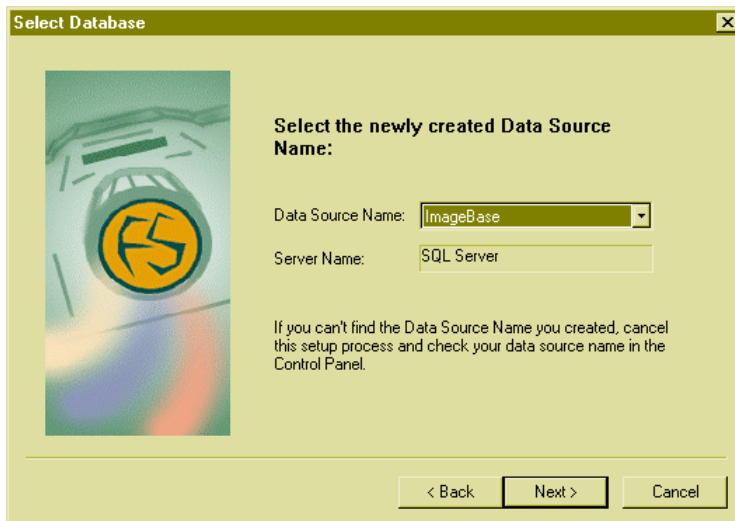 Select Database
Select the newly created Data Source
Name:
Data Source Name: ImageBase
Server Name: SQL Server
If you can't find the Data Source Name you created, cancel
this setup process and check your data source name in the
Control Panel.
< Back Next > Cancel